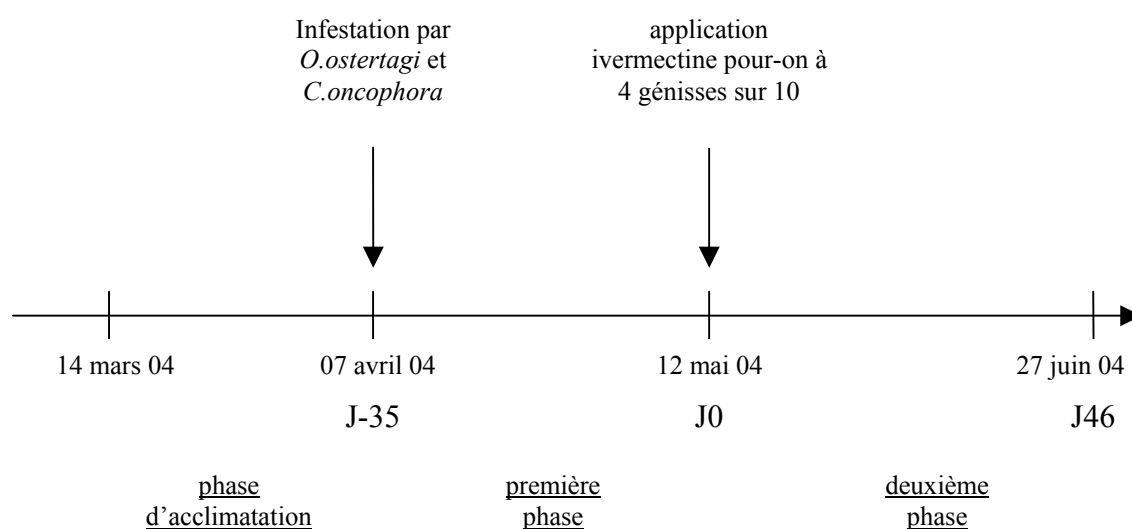 Infestation par
O.ostertagi et
C.oncophora
application
ivermectine pour-on à
4 génisses sur 10
14 mars 04
07 avril 04
12 mai 04
27 juin 04
J-35
J0
J46
phase
d’acclimatation
première
phase
deuxième
phase